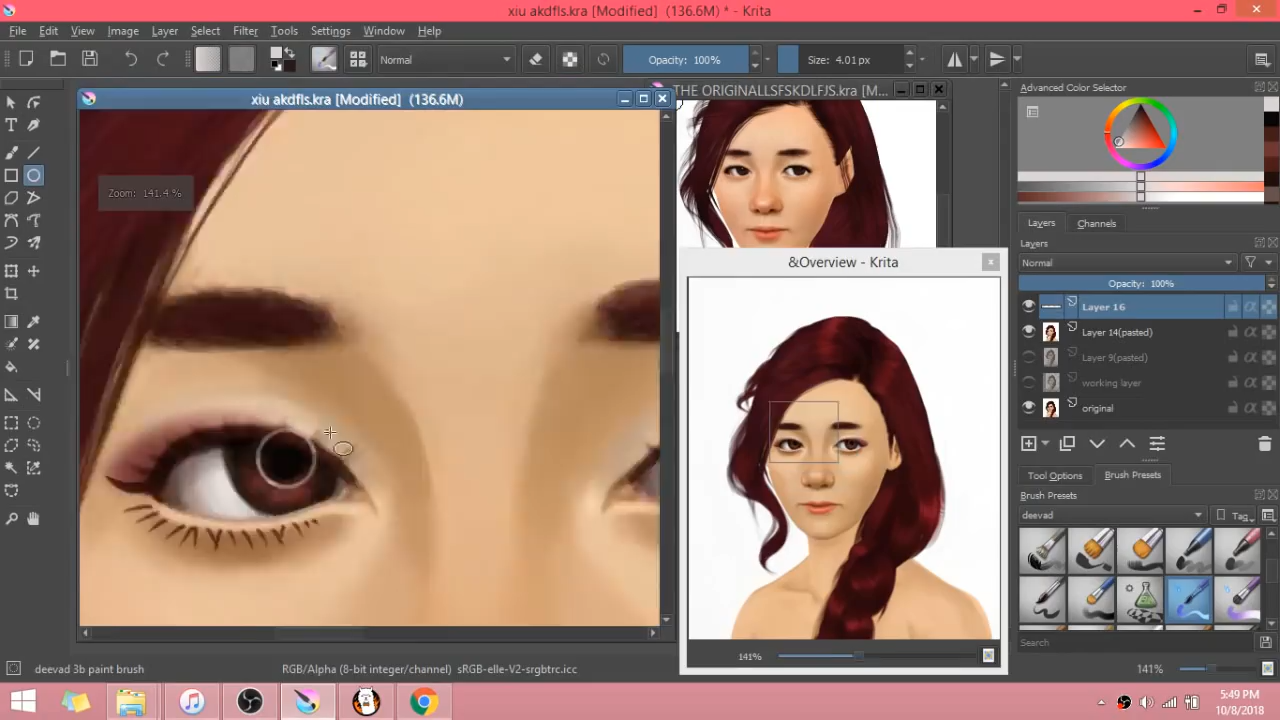 xiu akdfls.kra [Modified] (136.6M) * - Krita
File Edit View Image Layer Select Filter Tools Settings Window Help
Normal
Opacity: 100%
Size: 4.01 px
xiu akdfls.kra [Modified] (136.6M)
THE ORIGINALLSFSKDLFJS.kra [M...
Zoom: 141.4 %
&Overview - Krita
141%
Advanced Color Selector
Layers Channels
Layers
Normal
Opacity: 100%
Layer 16
Layer 14(pasted)
Layer 9(pasted)
working layer
original
Tool Options Brush Presets
Brush Presets
deevad
Tag
Search
deevad 3b paint brush
RGB/Alpha (8-bit integer/channel) sRGB-elle-V2-srgbtrc.icc
141%
5:49 PM
10/8/2018